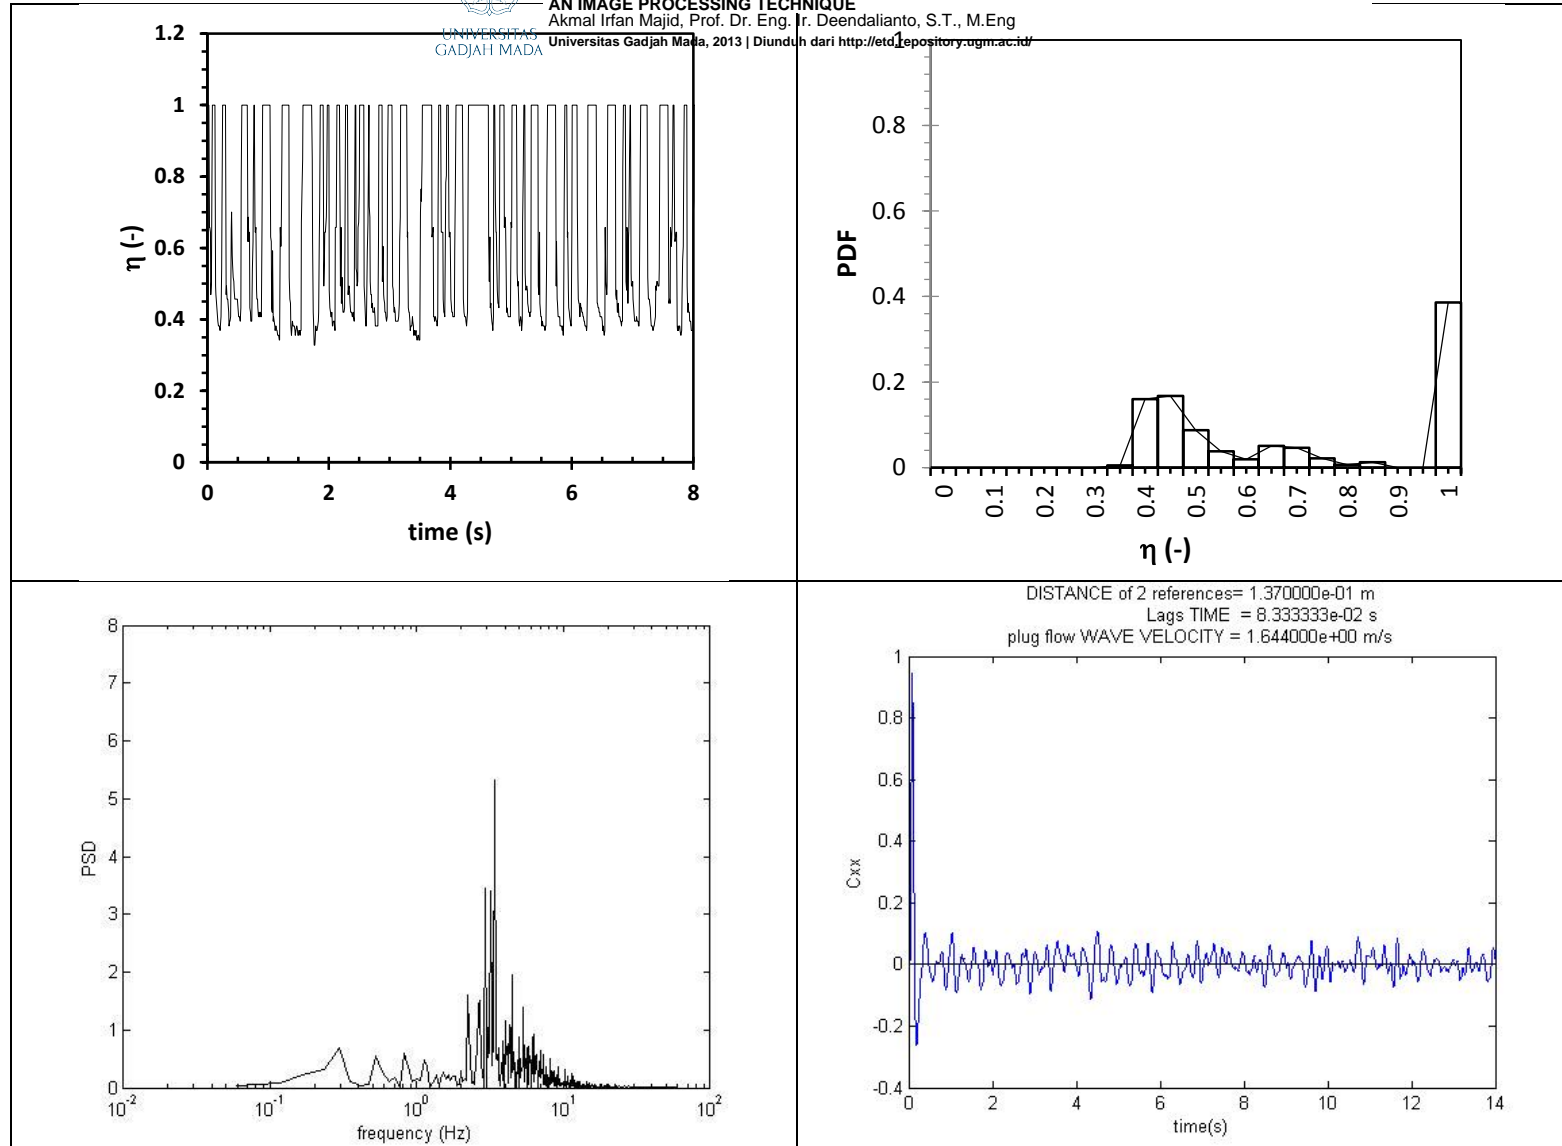 AN IMAGE PROCESSING TECHNIQUE
Akmal Irfan Majid, Prof. Dr. Eng. Ir. Deendalianto, S.T., M.Eng
UNIVERSITAS
GADJAH MADA
Universitas Gadjah Mada, 2013 | Diunduh dari http://etd.repository.ugm.ac.id/
1.2
1
0.8
0.6
0.4
0.2
0
η (-)
0 2 4 6 8
time (s)
1
0.8
0.6
0.4
0.2
0
PDF
0 0.1 0.2 0.3 0.4 0.5 0.6 0.7 0.8 0.9 1
η (-)
8
7
6
5
4
3
2
1
0
PSD
10⁻² 10⁻¹ 10⁰ 10¹ 10²
frequency (Hz)
DISTANCE of 2 references= 1.370000e-01 m
Lags TIME = 8.333333e-02 s
plug flow WAVE VELOCITY = 1.644000e+00 m/s
1
0.8
0.6
0.4
0.2
0
-0.2
-0.4
Cxx
0 2 4 6 8 10 12 14
time(s)